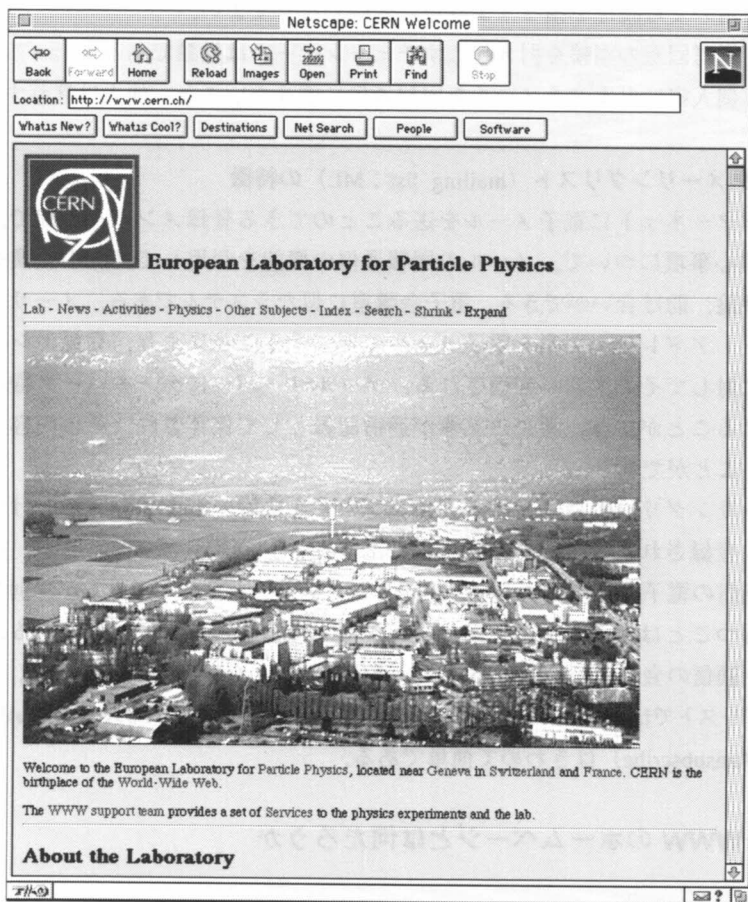 Netscape: CERN Welcome
Back Forward Home Reload Images Open Print Find Stop
N
Location: http://www.cern.ch/
What's New? What's Cool? Destinations Net Search People Software
CERN
European Laboratory for Particle Physics
Lab - News - Activities - Physics - Other Subjects - Index - Search - Shrink - Expand
Welcome to the European Laboratory for Particle Physics, located near Geneva in Switzerland and France. CERN is the
birthplace of the World-Wide Web.
The WWW support team provides a set of Services to the physics experiments and the lab.
About the Laboratory
?